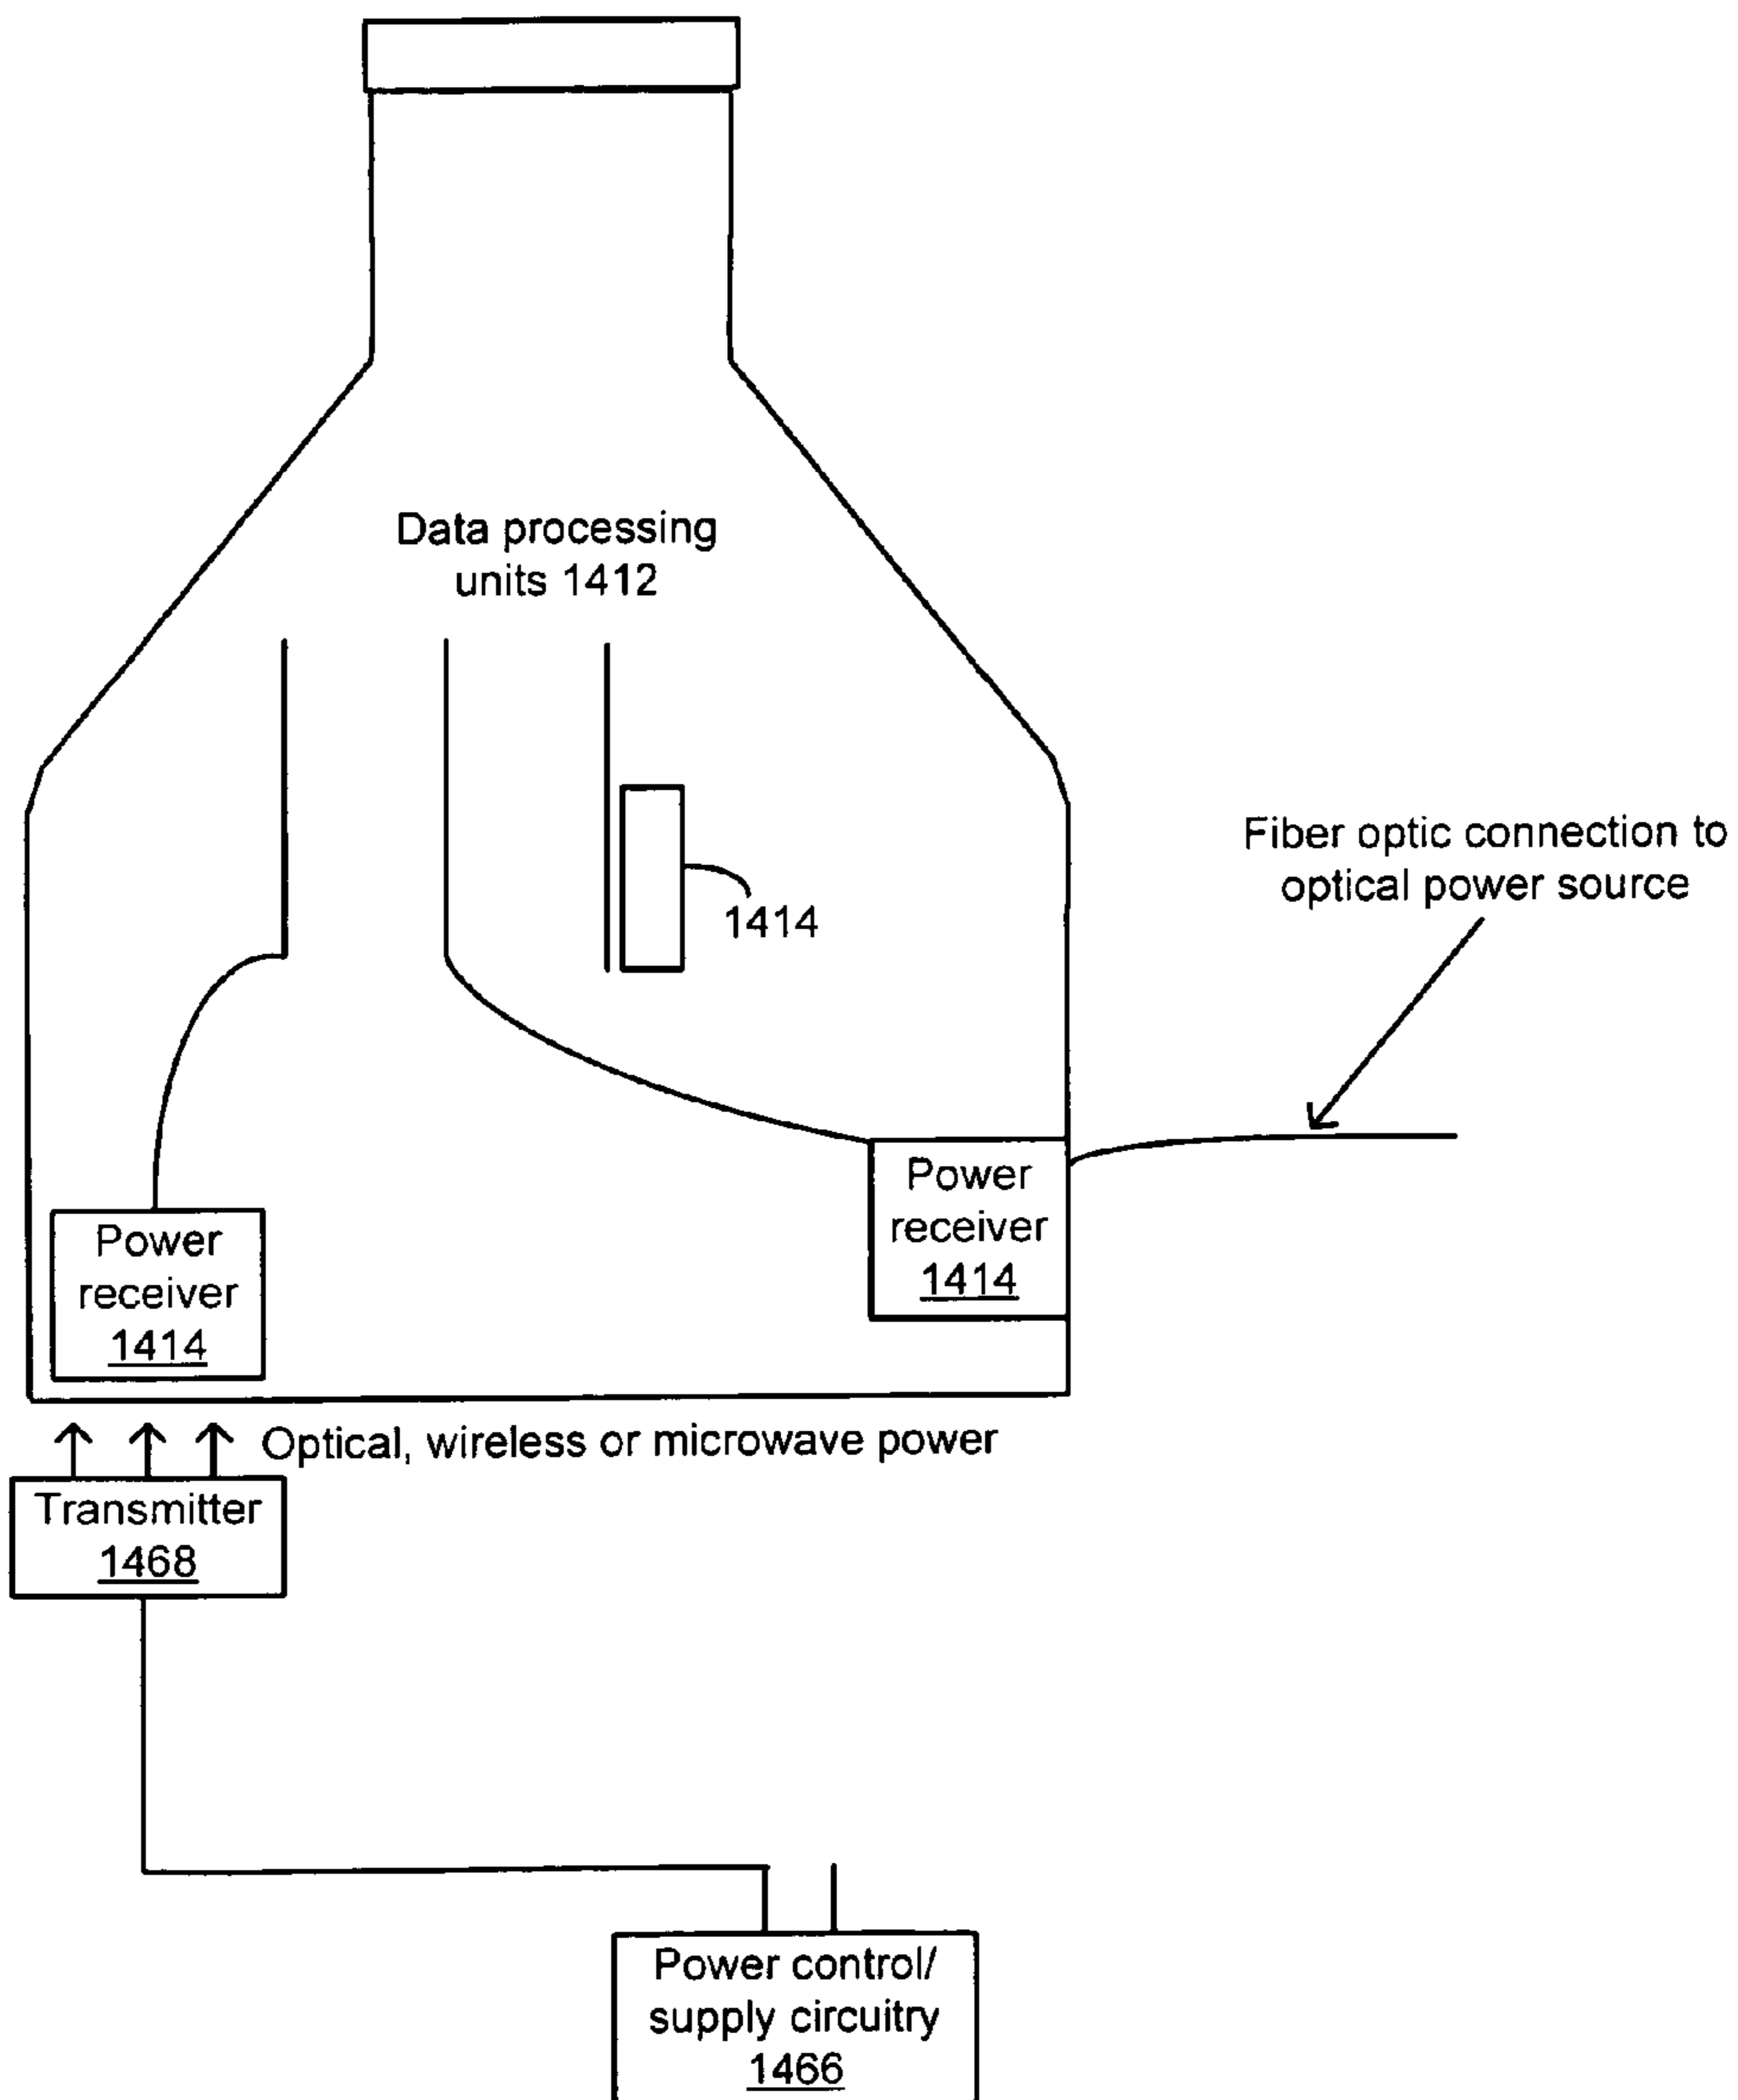 Data processing
units 1412
1414
Fiber optic connection to
optical power source
Power
receiver
1414
Power
receiver
1414
Optical, wireless or microwave power
Transmitter
1468
Power control/
supply circuitry
1466